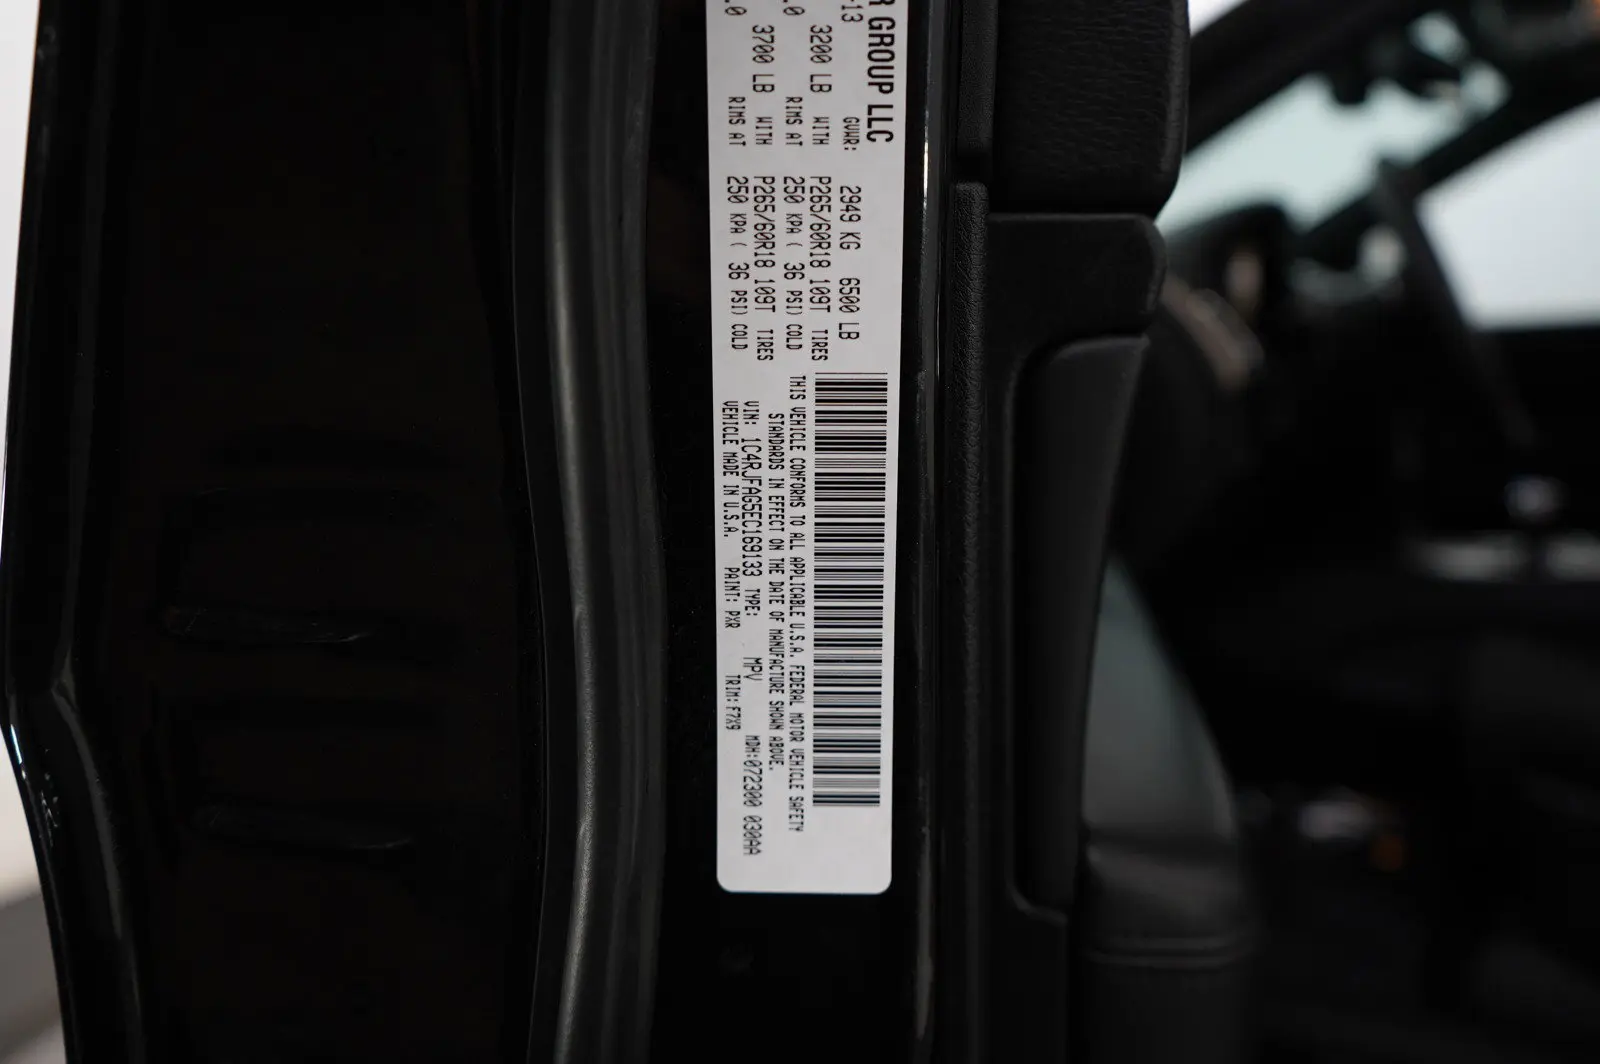 R GROUP LLC
-13 GVWR: 2949 KG 6500 LB
3200 LB WITH P265/60R18 109T TIRES
.0 RIMS AT 250 KPA ( 36 PSI) COLD
3700 LB WITH P265/60R18 109T TIRES
.0 RIMS AT 250 KPA ( 36 PSI) COLD
THIS VEHICLE CONFORMS TO ALL APPLICABLE U.S.A. FEDERAL MOTOR VEHICLE SAFETY
STANDARDS IN EFFECT ON THE DATE OF MANUFACTURE SHOWN ABOVE.
VIN: 1C4RJFAG5EC169133 TYPE: MPV MDH:072300 030AA
VEHICLE MADE IN U.S.A. PAINT: PXR TRIM: F7X9